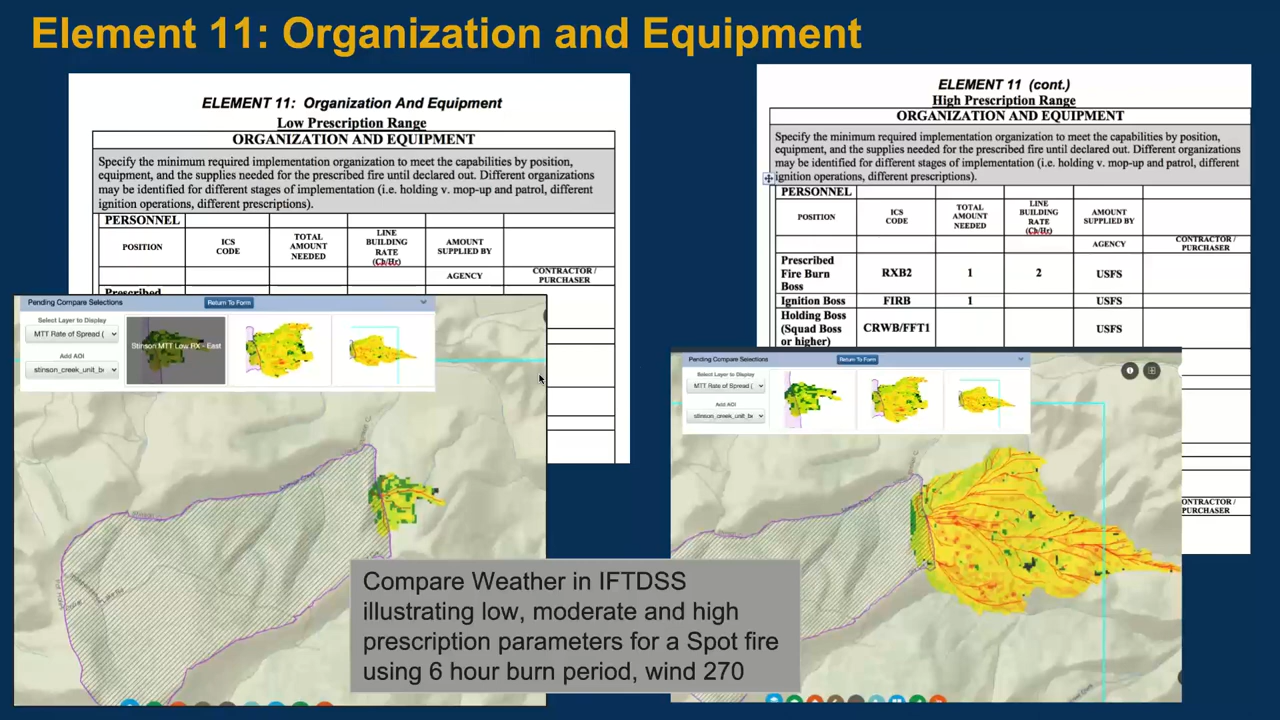 Element 11: Organization and Equipment
ELEMENT 11: Organization And Equipment
Low Prescription Range
ORGANIZATION AND EQUIPMENT
Specify the minimum required implementation organization to meet the capabilities by position,
equipment, and the supplies needed for the prescribed fire until declared out. Different organizations
may be identified for different stages of implementation (i.e. holding v. mop-up and patrol, different
ignition operations, different prescriptions).
PERSONNEL
POSITION
ICS
CODE
TOTAL
AMOUNT
NEEDED
LINE
BUILDING
RATE
(Ch/Hr)
AMOUNT
SUPPLIED BY
AGENCY
CONTRACTOR /
PURCHASER
Prescribed
Pending Compare Selections
Return To Form
Select Layer to Display
MTT Rate of Spread (
Add AOI
stinson_creek_unit_b
Stinson MTT Low RX - East
ELEMENT 11 (cont.)
High Prescription Range
ORGANIZATION AND EQUIPMENT
Specify the minimum required implementation organization to meet the capabilities by position,
equipment, and the supplies needed for the prescribed fire until declared out. Different organizations
may be identified for different stages of implementation (i.e. holding v. mop-up and patrol, different
ignition operations, different prescriptions).
PERSONNEL
POSITION
ICS
CODE
TOTAL
AMOUNT
NEEDED
LINE
BUILDING
RATE
(Ch/Hr)
AMOUNT
SUPPLIED BY
AGENCY
CONTRACTOR /
PURCHASER
Prescribed
Fire Burn
Boss
RXB2
1
2
USFS
Ignition Boss
FIRB
1
USFS
Holding Boss
(Squad Boss
or higher)
CRWB/FFT1
USFS
CONTRACTOR /
PURCHASER
Pending Compare Selections
Return To Form
Select Layer to Display
MTT Rate of Spread (
Add AOI
stinson_creek_unit_b
Compare Weather in IFTDSS
illustrating low, moderate and high
prescription parameters for a Spot fire
using 6 hour burn period, wind 270